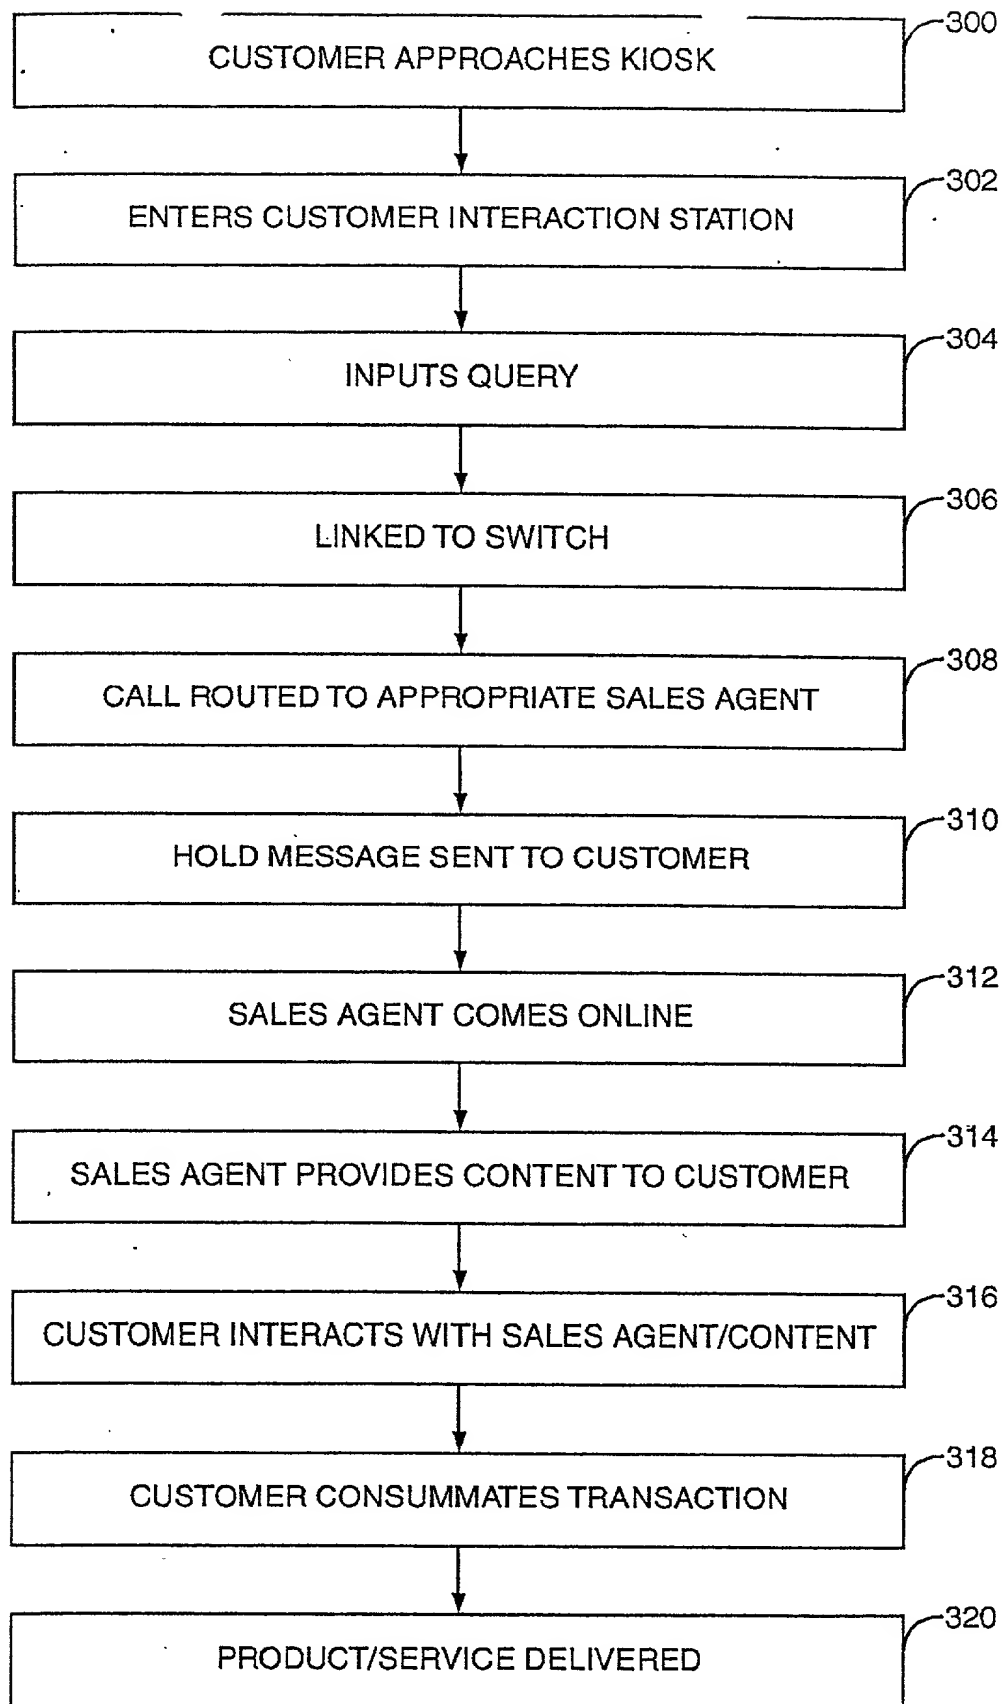 300
CUSTOMER APPROACHES KIOSK
302
ENTERS CUSTOMER INTERACTION STATION
304
INPUTS QUERY
306
LINKED TO SWITCH
308
CALL ROUTED TO APPROPRIATE SALES AGENT
310
HOLD MESSAGE SENT TO CUSTOMER
312
SALES AGENT COMES ONLINE
314
SALES AGENT PROVIDES CONTENT TO CUSTOMER
316
CUSTOMER INTERACTS WITH SALES AGENT/CONTENT
318
CUSTOMER CONSUMMATES TRANSACTION
320
PRODUCT/SERVICE DELIVERED